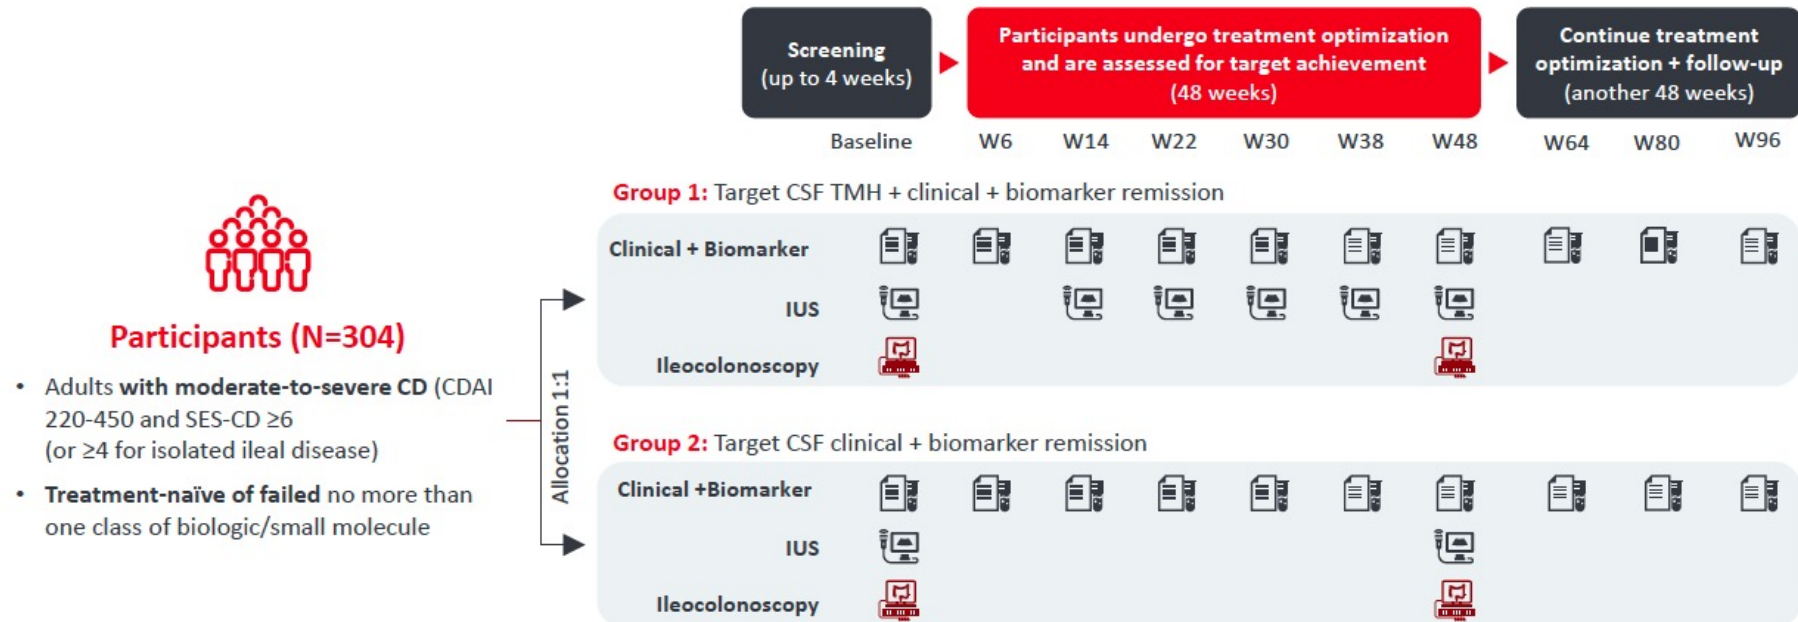 Screening
(up to 4 weeks)
Participants undergo treatment optimization
and are assessed for target achievement
(48 weeks)
Continue treatment
optimization + follow-up
(another 48 weeks)
Baseline W6 W14 W22 W30 W38 W48 W64 W80 W96
Participants (N=304)
• Adults with moderate-to-severe CD (CDAI
220-450 and SES-CD ≥6
(or ≥4 for isolated ileal disease)
• Treatment-naïve of failed no more than
one class of biologic/small molecule
Allocation 1:1
Group 1: Target CSF TMH + clinical + biomarker remission
Clinical + Biomarker
IUS
Ileocolonoscopy
Group 2: Target CSF clinical + biomarker remission
Clinical +Biomarker
IUS
Ileocolonoscopy